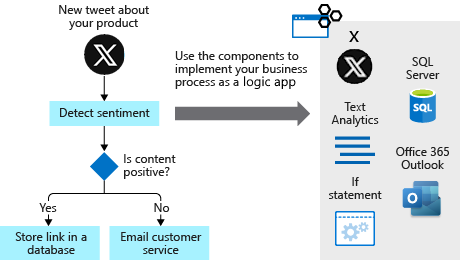 New tweet about
your product
Detect sentiment
Is content
positive?
Yes
No
Store link in a
database
Email customer
service
Use the components to
implement your business
process as a logic app
X
Text
Analytics
If
statement
SQL
Server
SQL
Office 365
Outlook
O